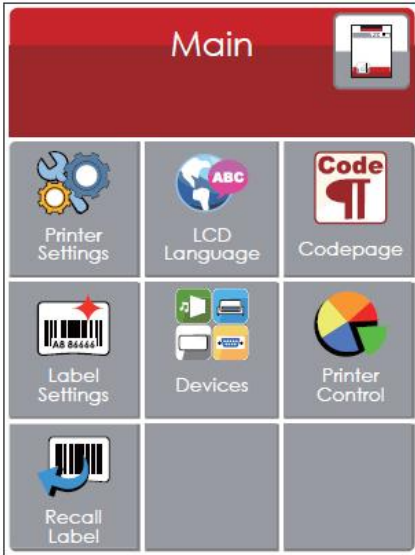 Main
Printer
Settings
ABC
LCD
Language
Code
Codepage
AB 86666
Label
Settings
Devices
Printer
Control
Recall
Label